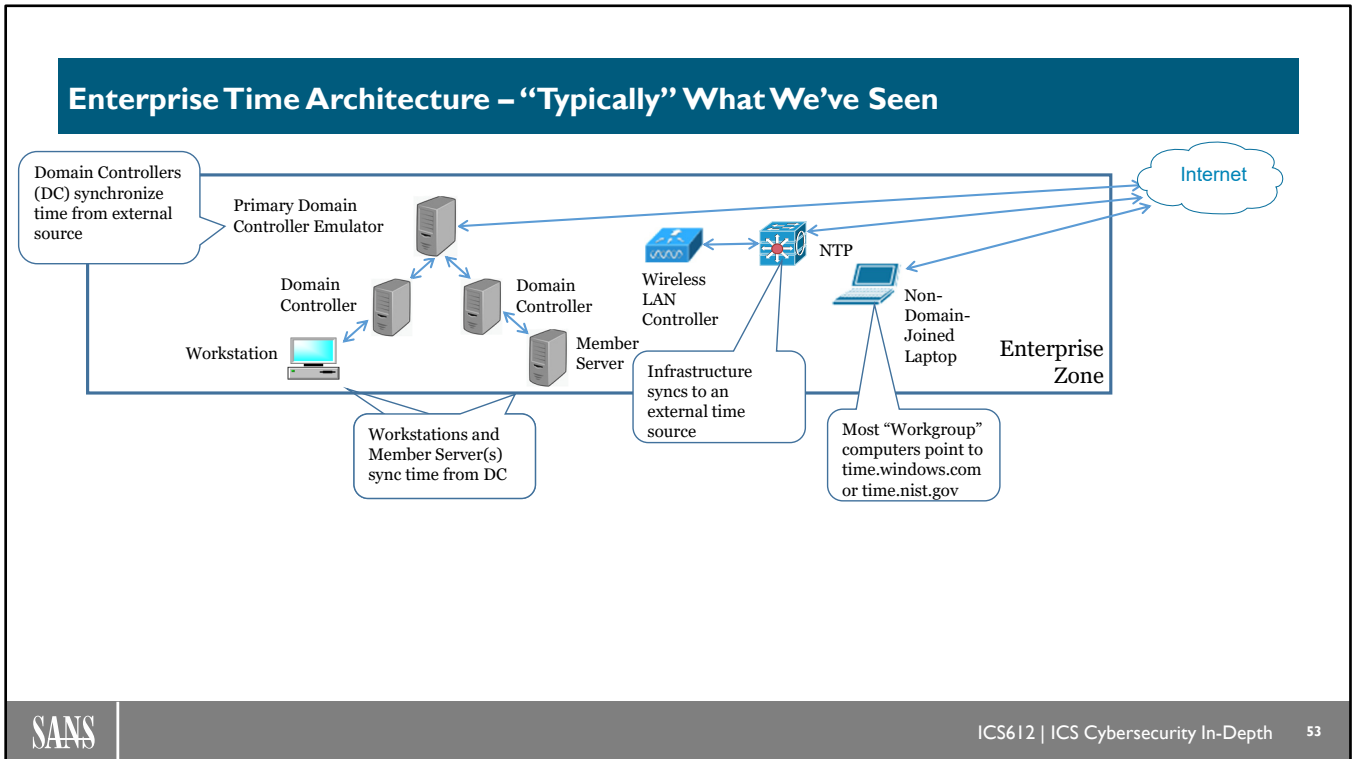 Enterprise Time Architecture – “Typically” What We’ve Seen
Domain Controllers
(DC) synchronize
time from external
source
Primary Domain
Controller Emulator
Internet
Domain
Controller
Domain
Controller
Workstation
Member
Server
Wireless
LAN
Controller
NTP
Non-
Domain-
Joined
Laptop
Enterprise
Zone
Workstations and
Member Server(s)
sync time from DC
Infrastructure
syncs to an
external time
source
Most “Workgroup”
computers point to
time.windows.com
or time.nist.gov
SANS
ICS612 | ICS Cybersecurity In-Depth 53